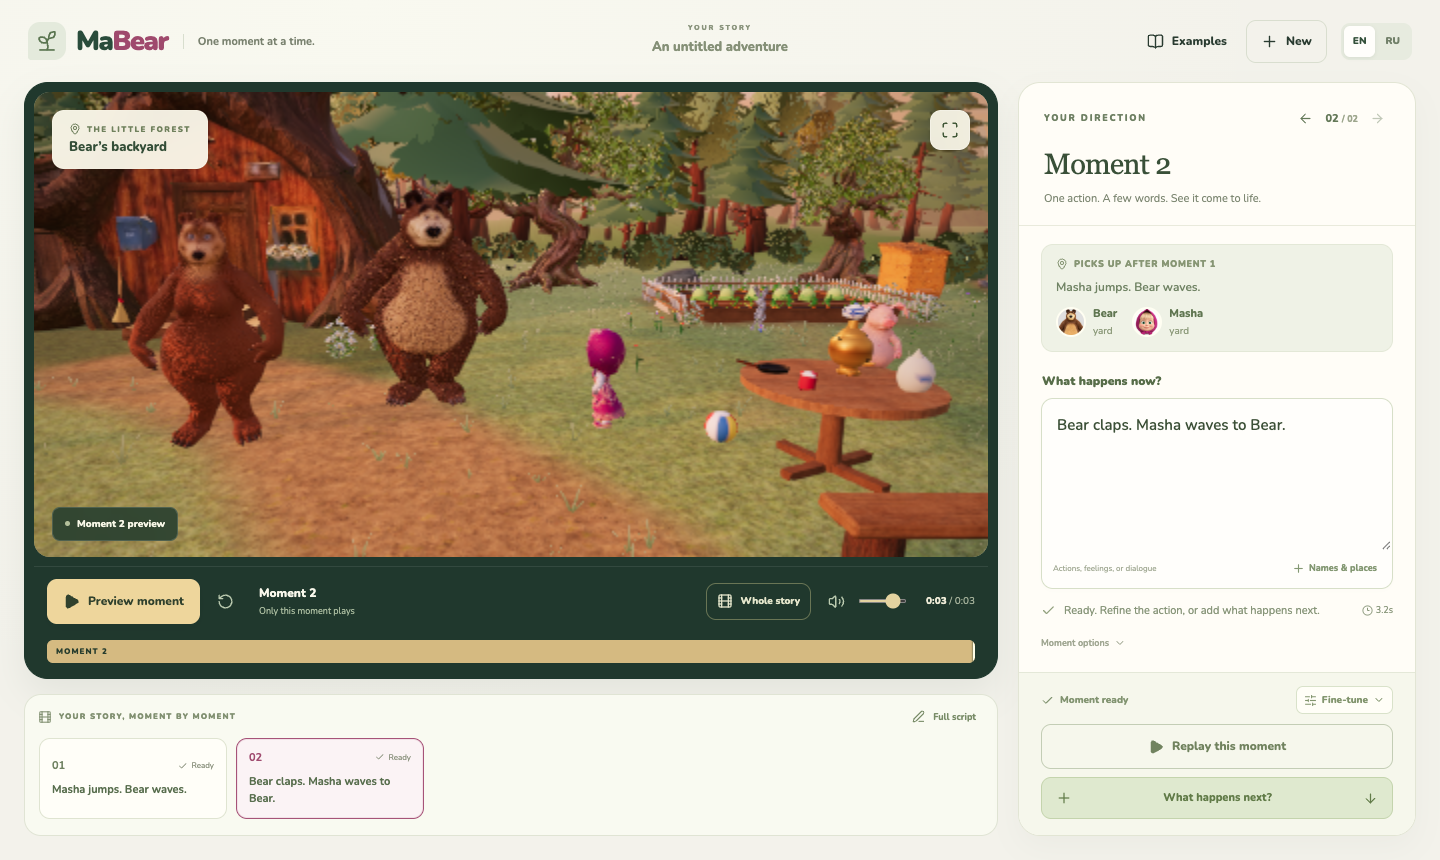 MaBear
One moment at a time.
YOUR STORY
An untitled adventure
Examples
New
EN
RU
THE LITTLE FOREST
Bear's backyard
Moment 2 preview
Preview moment
Moment 2
Only this moment plays
Whole story
0:03 / 0:03
MOMENT 2
YOUR STORY, MOMENT BY MOMENT
Full script
01
Ready
Masha jumps. Bear waves.
02
Ready
Bear claps. Masha waves to
Bear.
YOUR DIRECTION
02 / 02
Moment 2
One action. A few words. See it come to life.
PICKS UP AFTER MOMENT 1
Masha jumps. Bear waves.
Bear
yard
Masha
yard
What happens now?
Bear claps. Masha waves to Bear.
Actions, feelings, or dialogue
Names & places
Ready. Refine the action, or add what happens next.
3.2s
Moment options
Moment ready
Fine-tune
Replay this moment
What happens next?